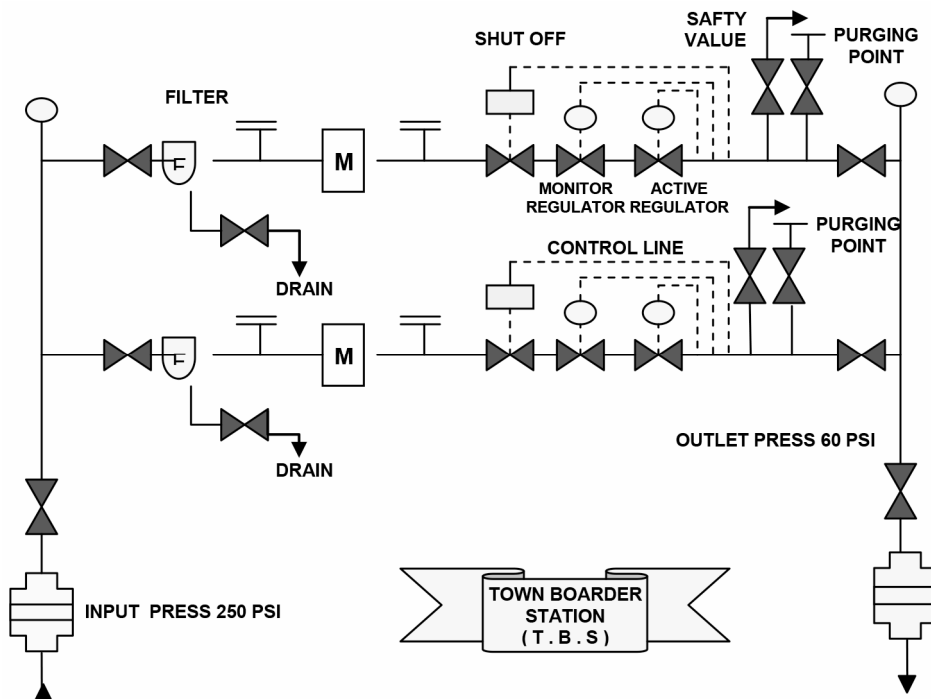 SAFTY
VALUE
PURGING
POINT
SHUT OFF
FILTER
F
M
MONITOR
REGULATOR
ACTIVE
REGULATOR
DRAIN
PURGING
POINT
CONTROL LINE
F
M
DRAIN
OUTLET PRESS 60 PSI
INPUT PRESS 250 PSI
TOWN BOARDER
STATION
( T . B . S )